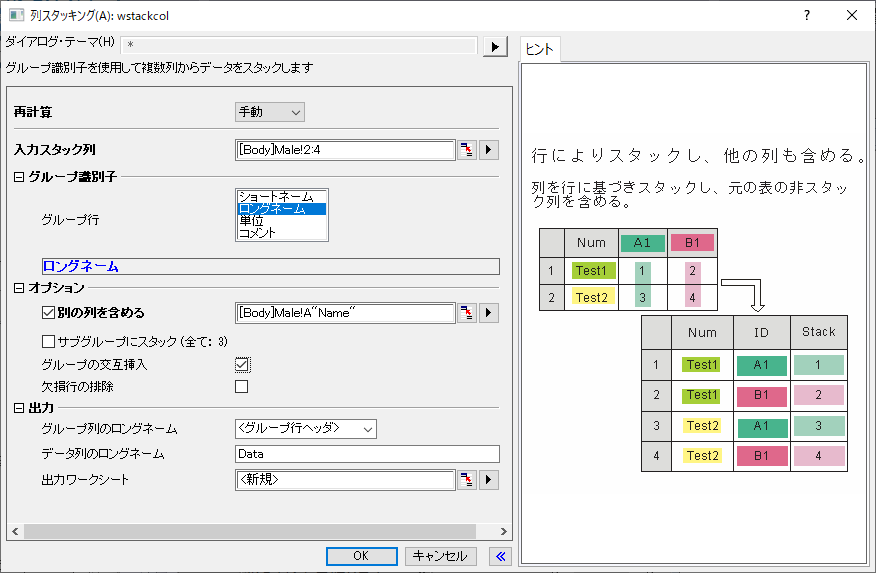 列スタッキング(A): wstackcol
ダイアログ・テーマ(H) *
グループ識別子を使用して複数列からデータをスタックします
再計算 手動
入力スタック列 [Body]Male!2:4
グループ識別子
グループ行
ショートネーム
ロングネーム
単位
コメント
ロングネーム
オプション
別の列を含める [Body]Male!A"Name"
サブグループにスタック(全て: 3)
グループの交互挿入
欠損行の排除
出力
グループ列のロングネーム <グループ行ヘッダ>
データ列のロングネーム Data
出力ワークシート <新規>
OK キャンセル
ヒント
行によりスタックし、他の列も含める。
列を行に基づきスタックし、元の表の非スタッ
ク列を含める。
Num A1 B1
1 Test1 1 2
2 Test2 3 4
Num ID Stack
1 Test1 A1 1
2 Test1 B1 2
3 Test2 A1 3
4 Test2 B1 4